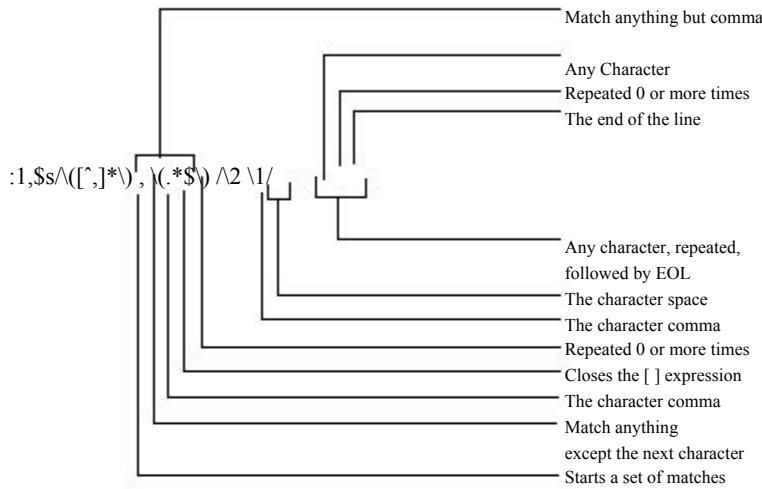 Match anything but comma
Any Character
Repeated 0 or more times
The end of the line
:1,$s/\([ˆ,]*\) , \(.*$\) /\2 \1/
Any character, repeated,
followed by EOL
The character space
The character comma
Repeated 0 or more times
Closes the [ ] expression
The character comma
Match anything
except the next character
Starts a set of matches